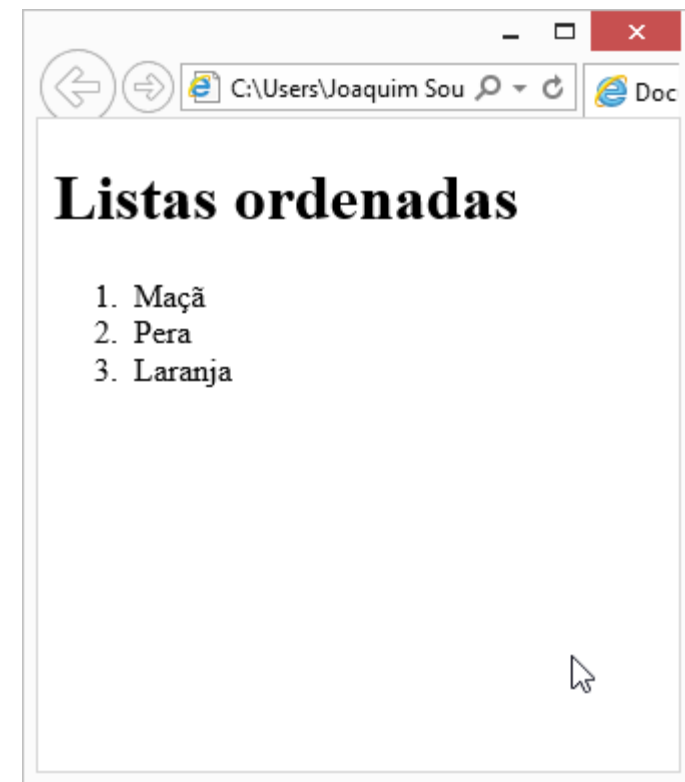 C:\Users\Joaquim Sou
Doc
Listas ordenadas
1. Maçã
2. Pera
3. Laranja